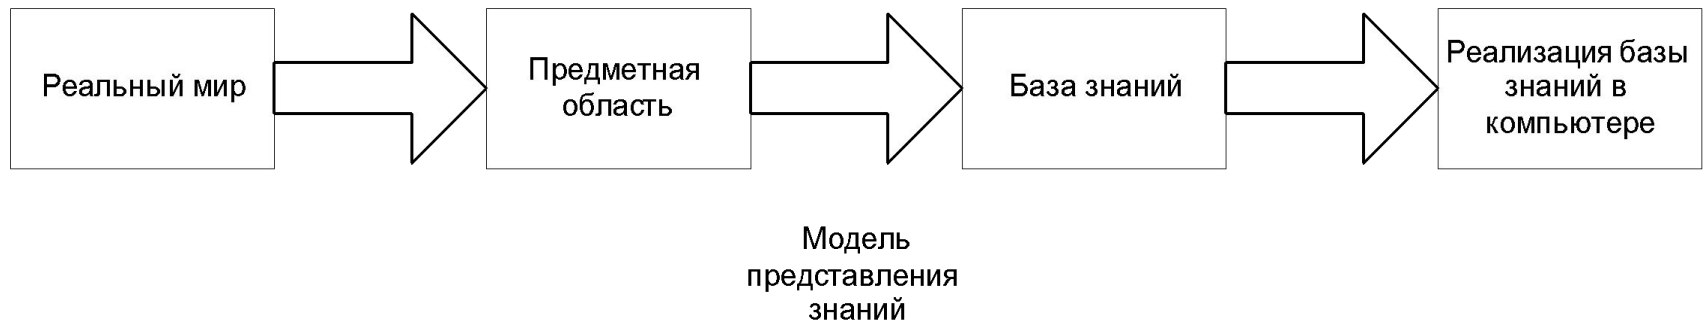 Реальный мир
Предметная
область
База знаний
Реализация базы
знаний в
компьютере
Модель
представления
знаний